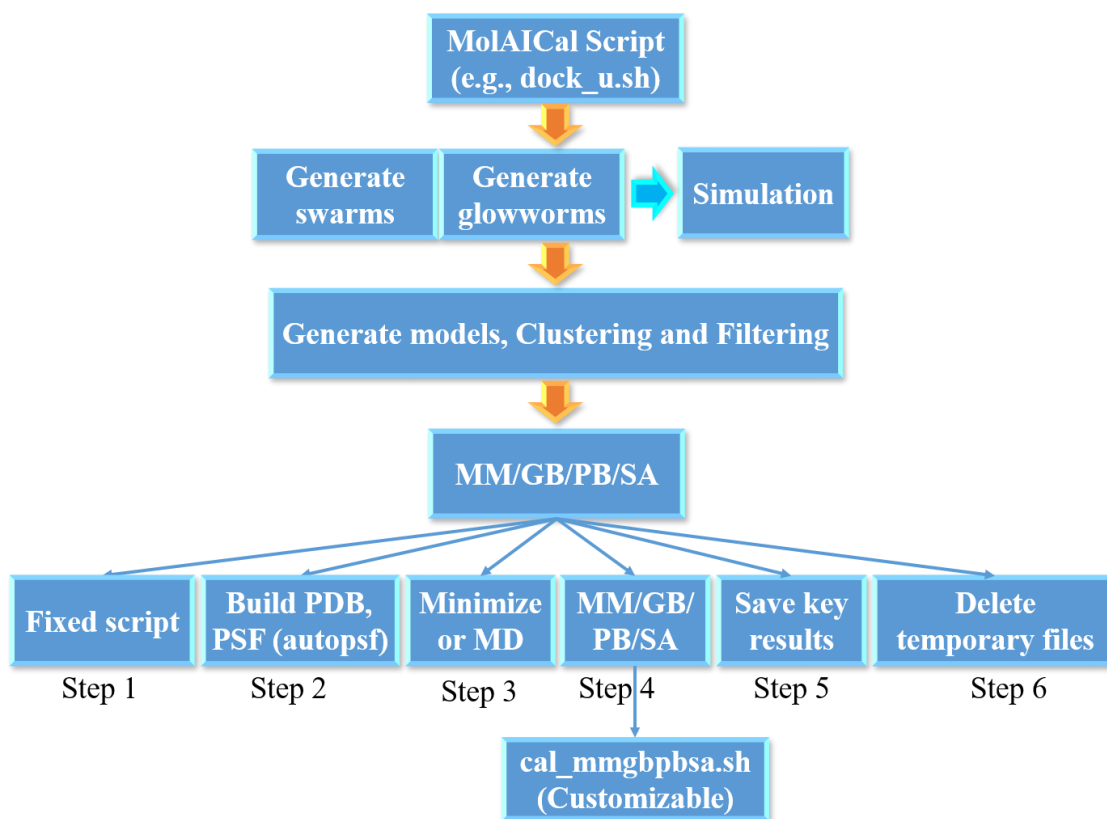 MolAICal Script
(e.g., dock_u.sh)
Generate
swarms
Generate
glowworms
Simulation
Generate models, Clustering and Filtering
MM/GB/PB/SA
Fixed script
Build PDB,
PSF (autopsf)
Minimize
or MD
MM/GB/
PB/SA
Save key
results
Delete
temporary files
Step 1
Step 2
Step 3
Step 4
Step 5
Step 6
cal_mmgbpbsa.sh
(Customizable)